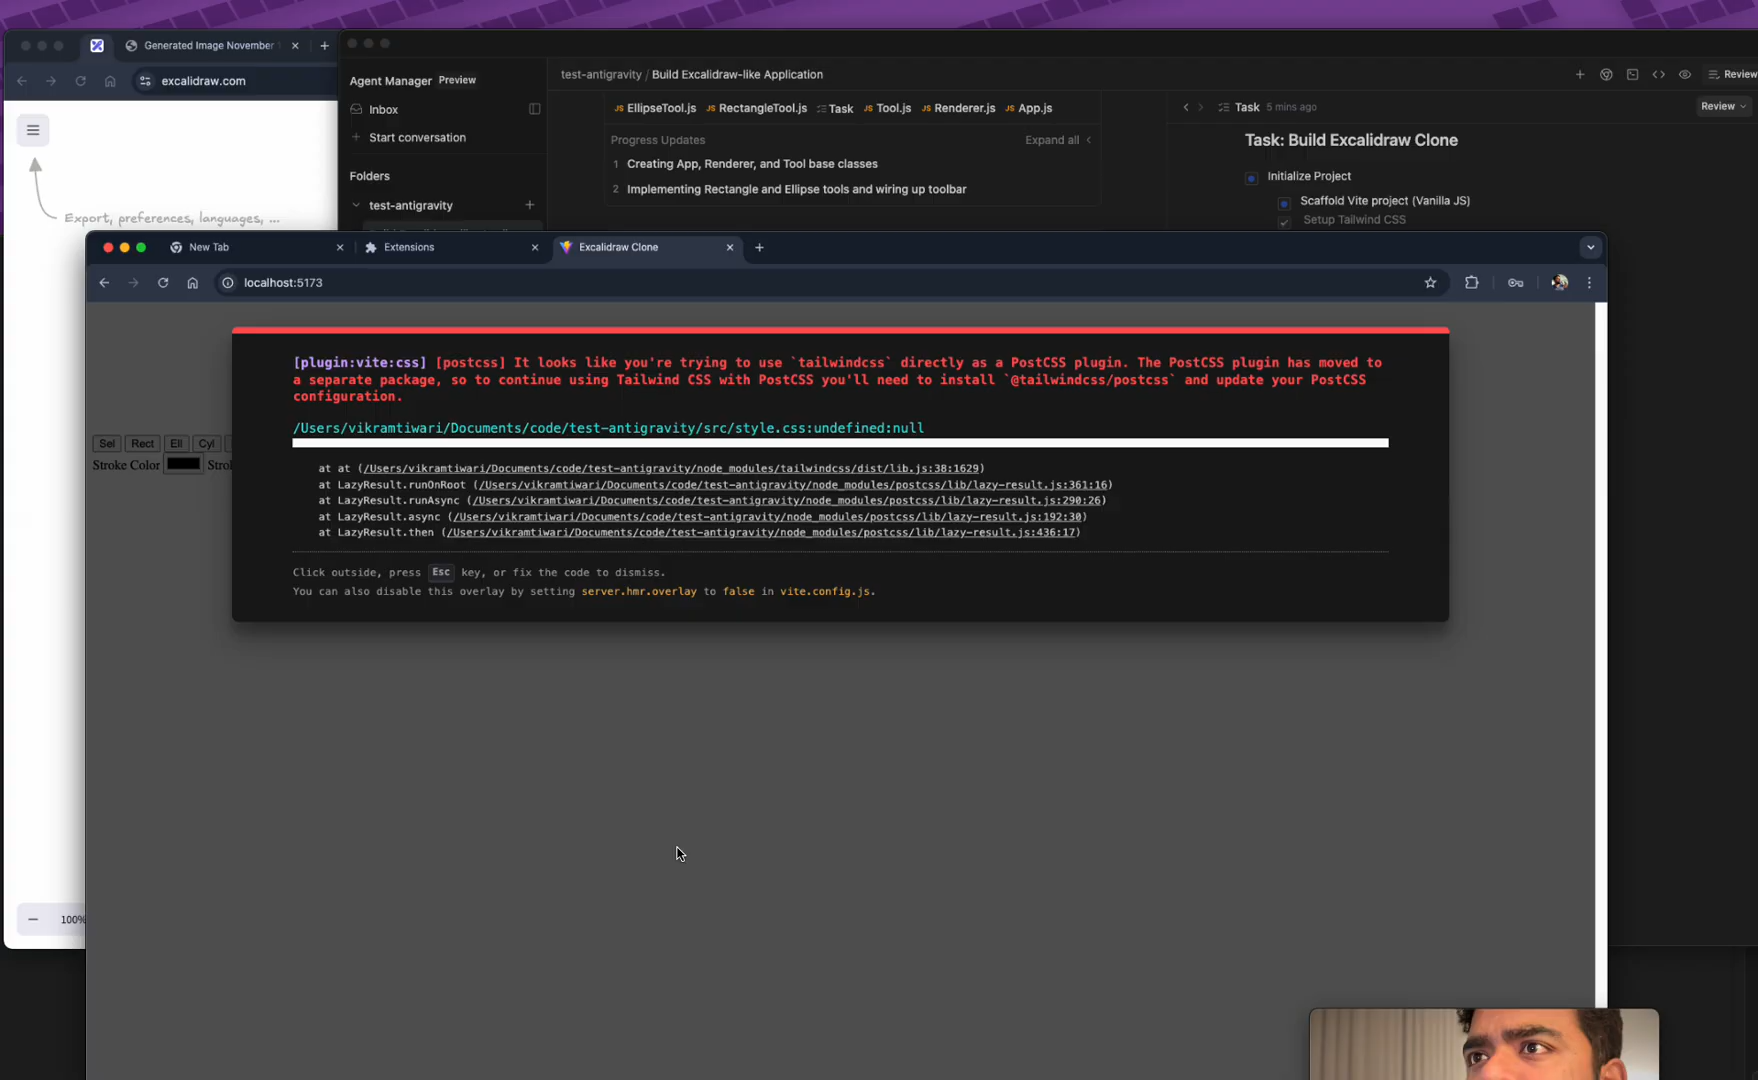 Generated Image November
excalidraw.com
Export, preferences, languages, ...
100%
Agent Manager Preview
Inbox
Start conversation
Folders
test-antigravity
test-antigravity / Build Excalidraw-like Application
Review
JS EllipseTool.js JS RectangleTool.js Task JS Tool.js JS Renderer.js JS App.js
Progress Updates Expand all
1 Creating App, Renderer, and Tool base classes
2 Implementing Rectangle and Ellipse tools and wiring up toolbar
Task 5 mins ago
Review
Task: Build Excalidraw Clone
Initialize Project
Scaffold Vite project (Vanilla JS)
Setup Tailwind CSS
New Tab
Extensions
Excalidraw Clone
localhost:5173
Sel Rect Ell Cyl
Stroke Color Strol
[plugin:vite:css] [postcss] It looks like you're trying to use `tailwindcss` directly as a PostCSS plugin. The PostCSS plugin has moved to
a separate package, so to continue using Tailwind CSS with PostCSS you'll need to install `@tailwindcss/postcss` and update your PostCSS
configuration.
/Users/vikramtiwari/Documents/code/test-antigravity/src/style.css:undefined:null
at at (/Users/vikramtiwari/Documents/code/test-antigravity/node_modules/tailwindcss/dist/lib.js:38:1629)
at LazyResult.runOnRoot (/Users/vikramtiwari/Documents/code/test-antigravity/node_modules/postcss/lib/lazy-result.js:361:16)
at LazyResult.runAsync (/Users/vikramtiwari/Documents/code/test-antigravity/node_modules/postcss/lib/lazy-result.js:290:26)
at LazyResult.async (/Users/vikramtiwari/Documents/code/test-antigravity/node_modules/postcss/lib/lazy-result.js:192:30)
at LazyResult.then (/Users/vikramtiwari/Documents/code/test-antigravity/node_modules/postcss/lib/lazy-result.js:436:17)
Click outside, press Esc key, or fix the code to dismiss.
You can also disable this overlay by setting server.hmr.overlay to false in vite.config.js.